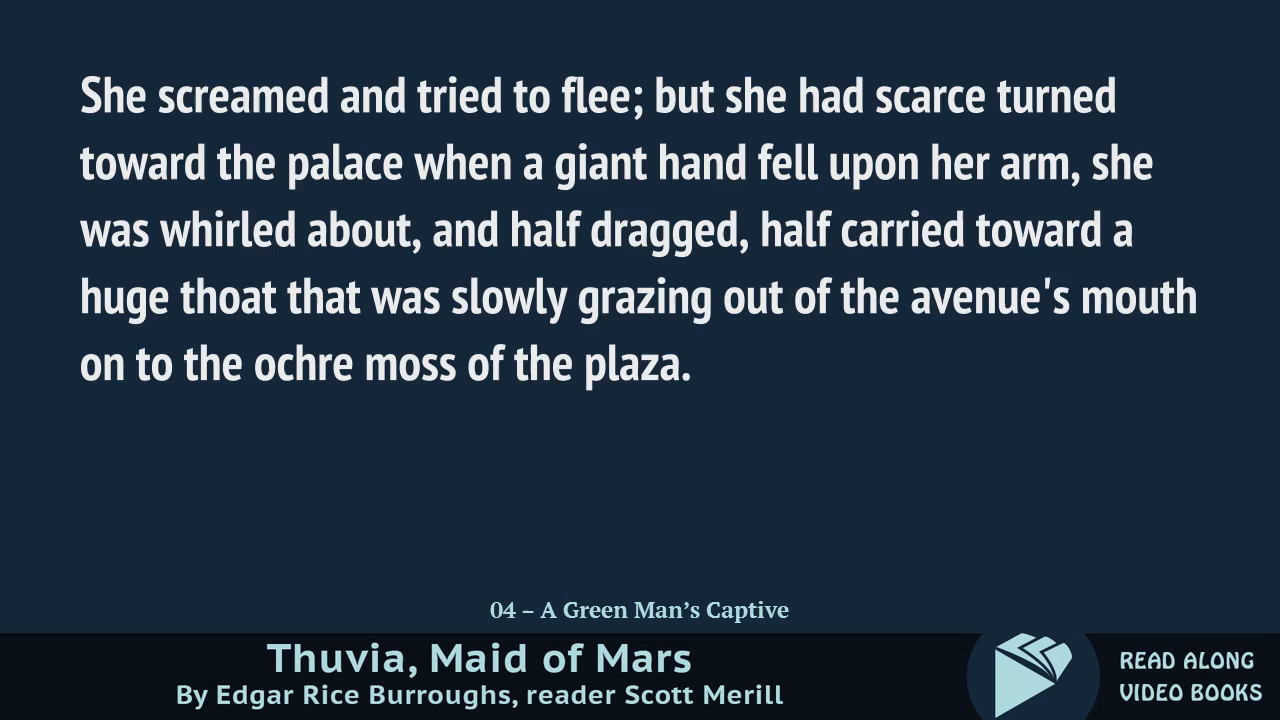 She screamed and tried to flee; but she had scarce turned
toward the palace when a giant hand fell upon her arm, she
was whirled about, and half dragged, half carried toward a
huge thoat that was slowly grazing out of the avenue's mouth
on to the ochre moss of the plaza.
04 – A Green Man’s Captive
Thuvia, Maid of Mars
By Edgar Rice Burroughs, reader Scott Merill
READ ALONG
VIDEO BOOKS